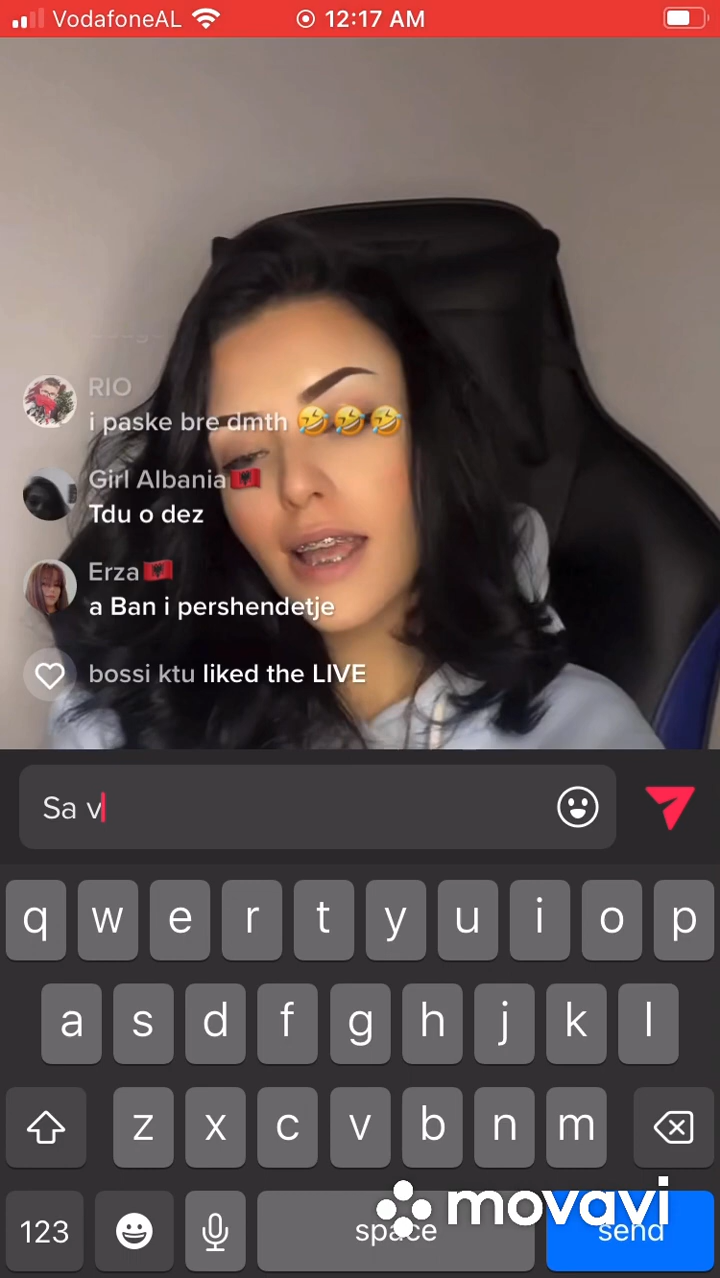 VodafoneAL
12:17 AM
RIO
i paske bre dmth 🤣🤣🤣
Girl Albania🇦🇱
Tdu o dez
Erza🇦🇱
a Ban i pershendetje
bossi ktu liked the LIVE
Sa v
q w e r t y u i o p
a s d f g h j k l
z x c v b n m
123 space send
movavi